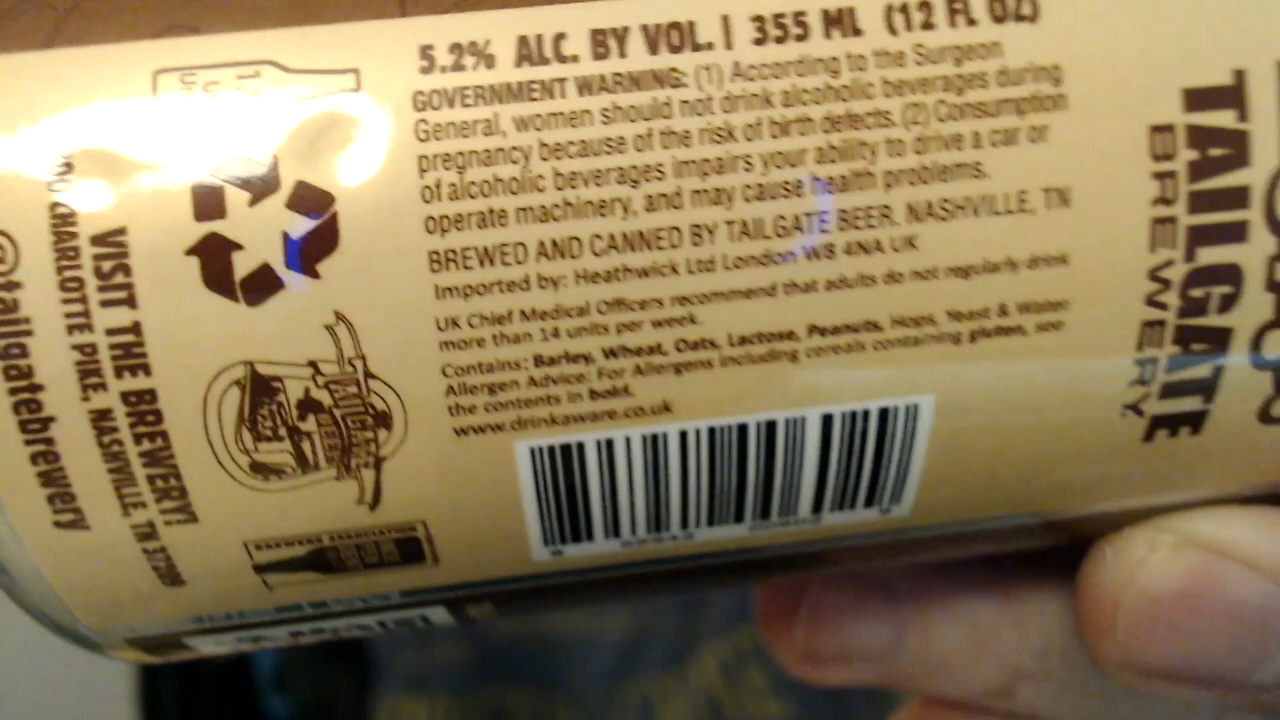 5.2% ALC. BY VOL. | 355 ML (12 FL OZ)
GOVERNMENT WARNING: (1) According to the Surgeon
General, women should not drink alcoholic beverages during
pregnancy because of the risk of birth defects. (2) Consumption
of alcoholic beverages impairs your ability to drive a car or
operate machinery, and may cause health problems.
BREWED AND CANNED BY TAILGATE BEER. NASHVILLE, TN
Imported by: Heathwick Ltd London W8 4NA UK
UK Chief Medical Officers recommend that adults do not regularly drink
more than 14 units per week.
Contains: Barley, Wheat, Oats, Lactose, Peanuts, Hops, Yeast & Water
Allergen Advice: For Allergens including cereals containing gluten, see
the contents in bold.
www.drinkaware.co.uk
TAILGATE
BREWERY
VISIT THE BREWERY!
CHARLOTTE PIKE, NASHVILLE, TN 37209
@tailgatebrewery
TAILGATE
BEER
BREWERS ASSOCIATION